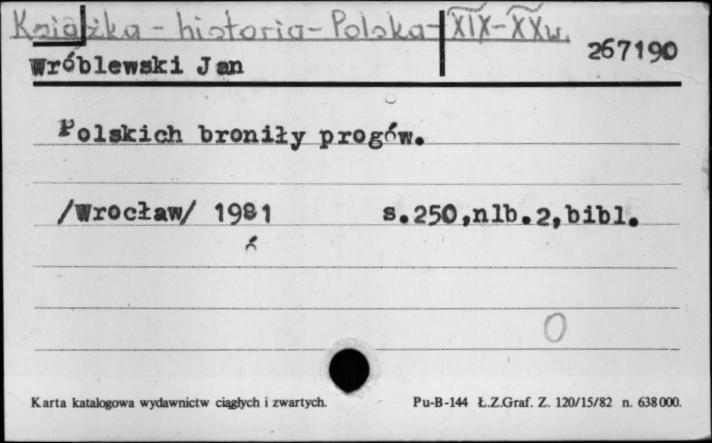 Książka - historia - Polska - XIX-XXw.
267190
Wróblewski Jan
Polskich broniły progów.
/Wrocław/ 1981 s.250,nlb.2,bibl.
O
Karta katalogowa wydawnictw ciągłych i zwartych. Pu-B-144 Ł.Z.Graf. Z. 120/15/82 n. 638000.